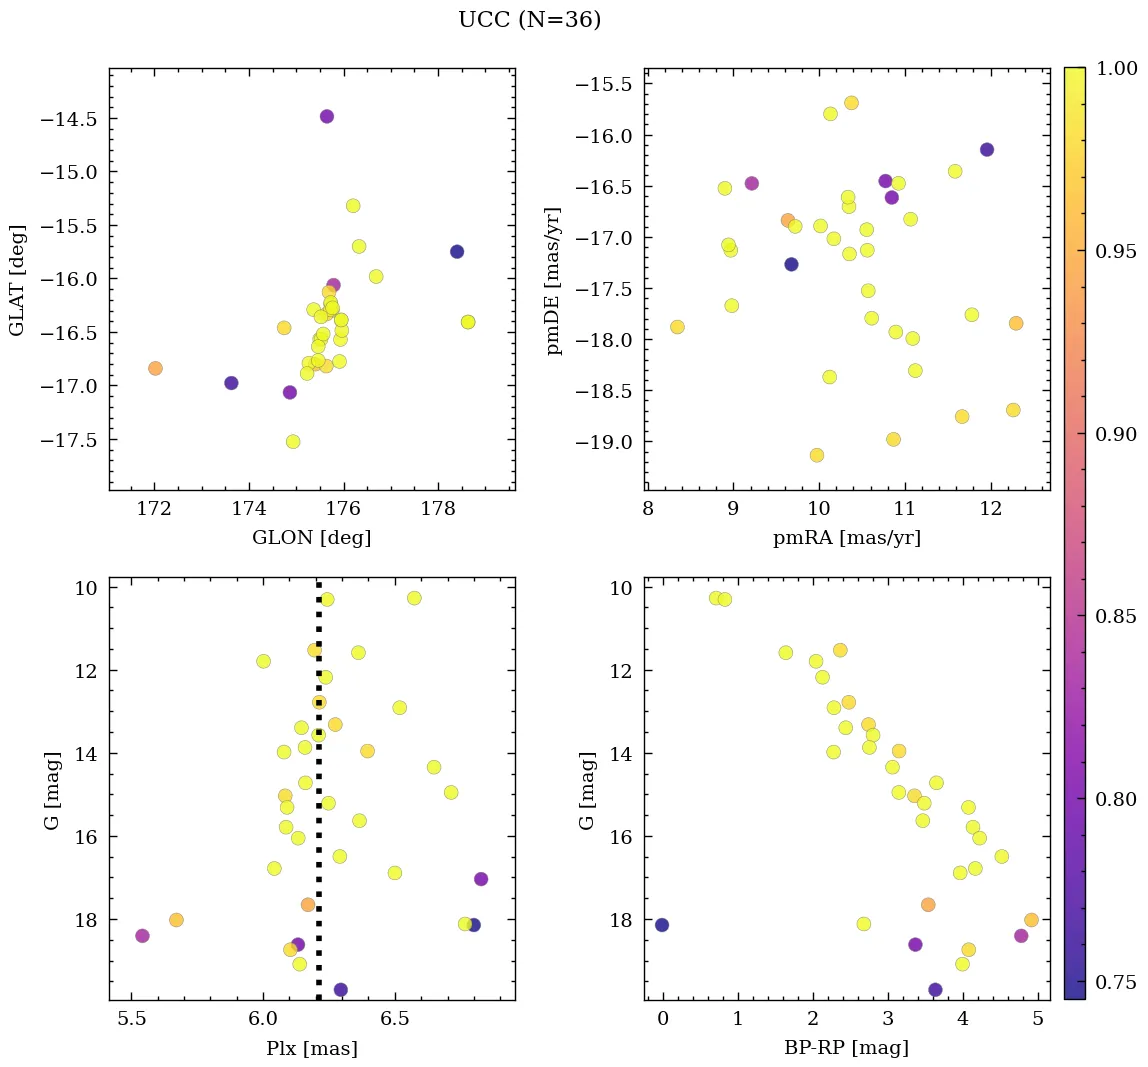 UCC (N=36)
−14.5
−15.0
−15.5
−16.0
−16.5
−17.0
−17.5
GLAT [deg]
172 174 176 178
GLON [deg]
−15.5
−16.0
−16.5
−17.0
−17.5
−18.0
−18.5
−19.0
pmDE [mas/yr]
8 9 10 11 12
pmRA [mas/yr]
1.00
0.95
0.90
0.85
0.80
0.75
10
12
14
16
18
G [mag]
5.5 6.0 6.5
Plx [mas]
10
12
14
16
18
G [mag]
0 1 2 3 4 5
BP-RP [mag]